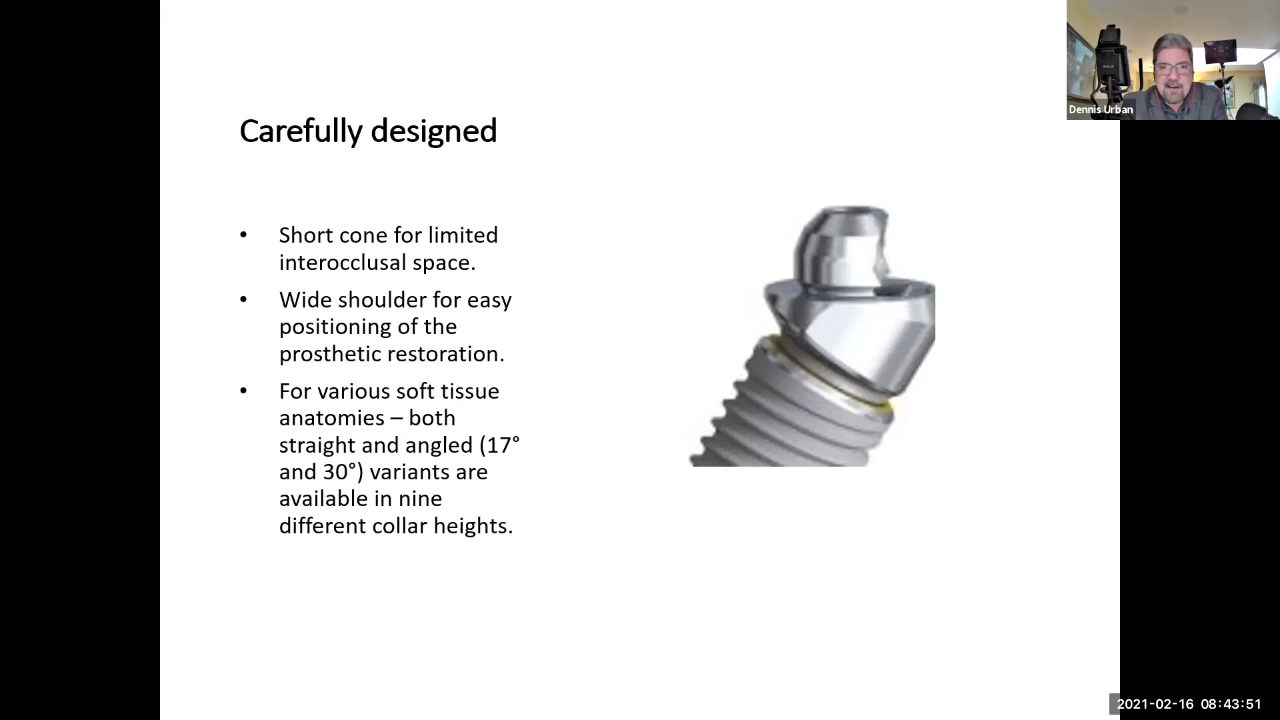 Carefully designed
• Short cone for limited
interocclusal space.
• Wide shoulder for easy
positioning of the
prosthetic restoration.
• For various soft tissue
anatomies – both
straight and angled (17°
and 30°) variants are
available in nine
different collar heights.
Dennis Urban
2021-02-16 08:43:51